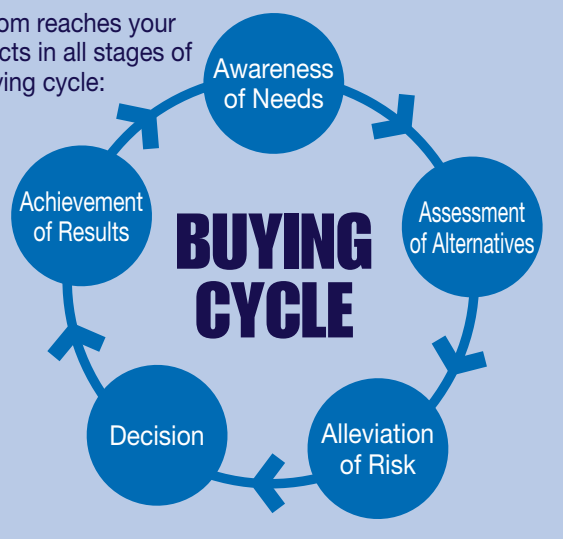 om reaches your
cts in all stages of
ying cycle:
Awareness
of Needs
Assessment
of Alternatives
Alleviation
of Risk
Decision
Achievement
of Results
BUYING
CYCLE